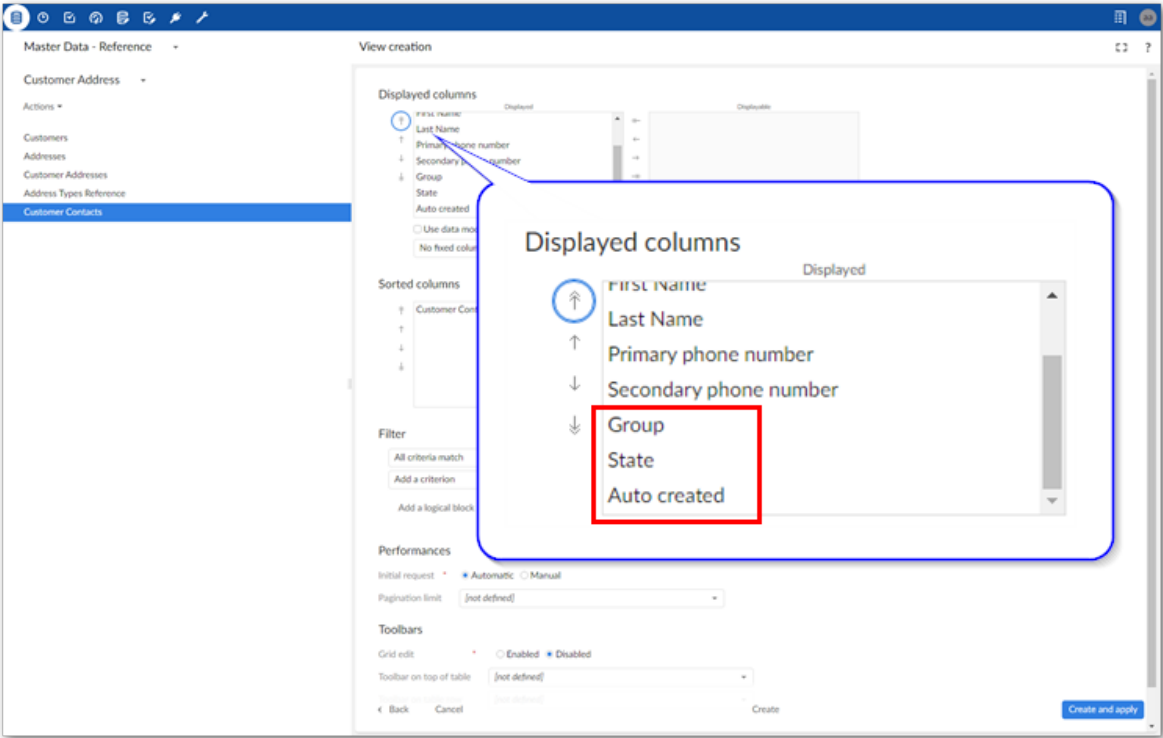 Master Data - Reference
View creation
?
Customer Address
Actions
Customers
Addresses
Customer Addresses
Address Types Reference
Customer Contacts
Displayed columns
Displayed
Displayable
First Name
Last Name
Primary phone number
Secondary phone number
Group
State
Auto created
Use data mod
No fixed colun
Sorted columns
Customer Cont
Filter
All criteria match
Add a criterion
Add a logical block
Performances
Initial request * Automatic Manual
Pagination limit [not defined]
Toolbars
Grid edit * Enabled Disabled
Toolbar on top of table [not defined]
Back Cancel Create Create and apply
Displayed columns
Displayed
First Name
Last Name
Primary phone number
Secondary phone number
Group
State
Auto created